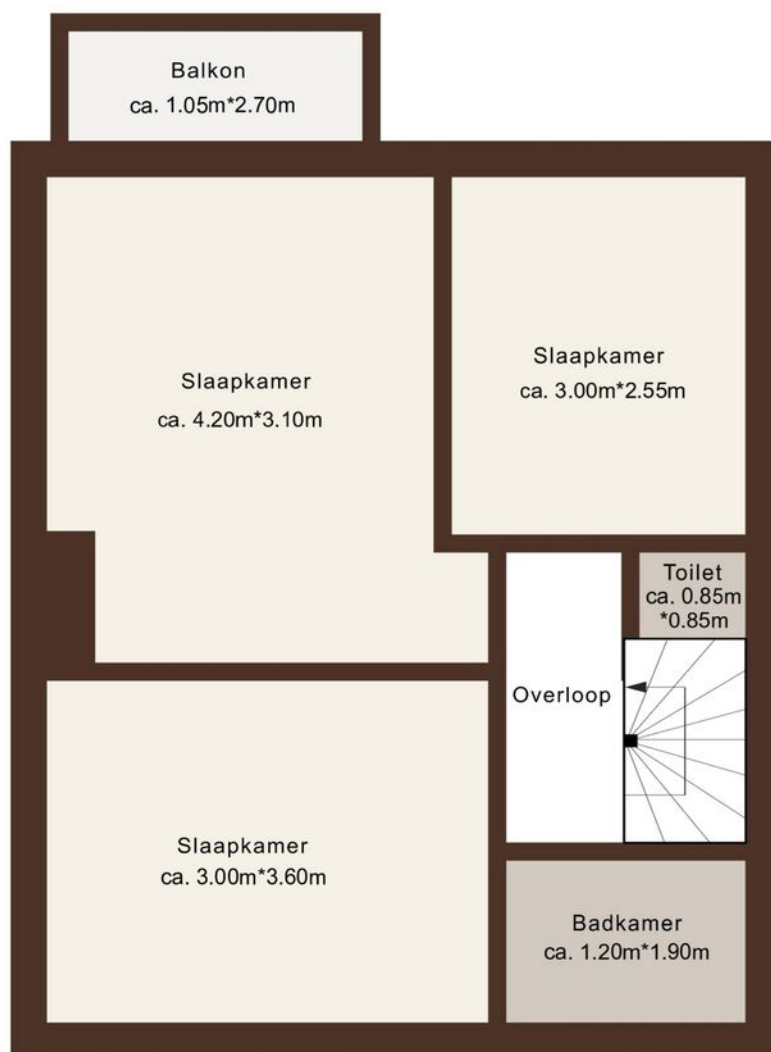 Balkon
ca. 1.05m*2.70m
Slaapkamer
ca. 4.20m*3.10m
Slaapkamer
ca. 3.00m*2.55m
Toilet
ca. 0.85m
*0.85m
Overloop
Slaapkamer
ca. 3.00m*3.60m
Badkamer
ca. 1.20m*1.90m